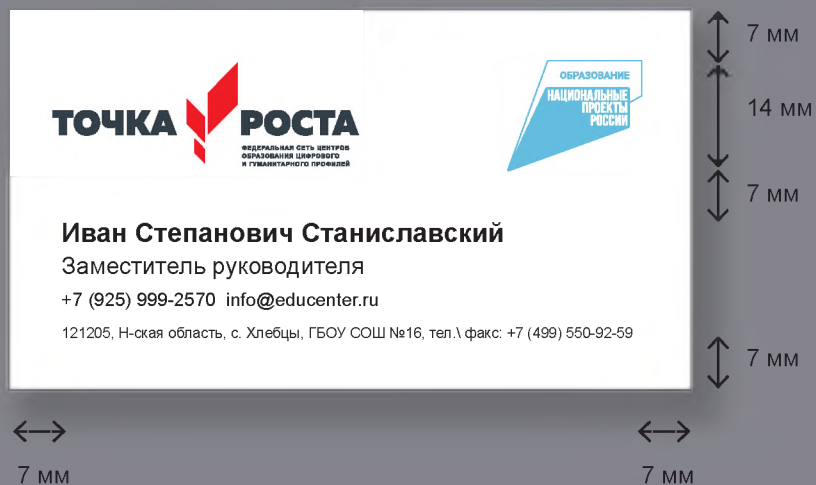 ТОЧКА РОСТА
ФЕДЕРАЛЬНАЯ СЕТЬ ЦЕНТРОВ
ОБРАЗОВАНИЯ ЦИФРОВОГО
И ГУМАНИТАРНОГО ПРОФИЛЕЙ
ОБРАЗОВАНИЕ
НАЦИОНАЛЬНЫЕ
ПРОЕКТЫ
РОССИИ
Иван Степанович Станиславский
Заместитель руководителя
+7 (925) 999-2570 info@educenter.ru
121205, Н-ская область, с. Хлебцы, ГБОУ СОШ №16, тел.\ факс: +7 (499) 550-92-59
7 мм
14 мм
7 мм
7 мм
7 мм
7 мм